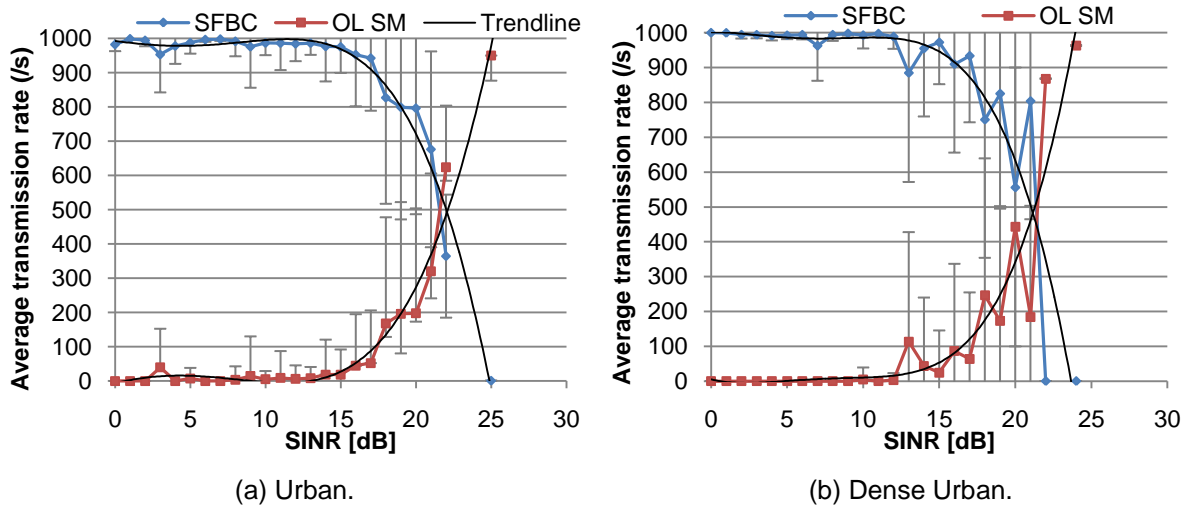 SFBC OL SM Trendline
Average transmission rate (/s)
1000
900
800
700
600
500
400
300
200
100
0
0 5 10 15 20 25 30
SINR [dB]
(a) Urban.
SFBC OL SM
Average transmission rate (/s)
1000
900
800
700
600
500
400
300
200
100
0
0 5 10 15 20 25 30
SINR [dB]
(b) Dense Urban.